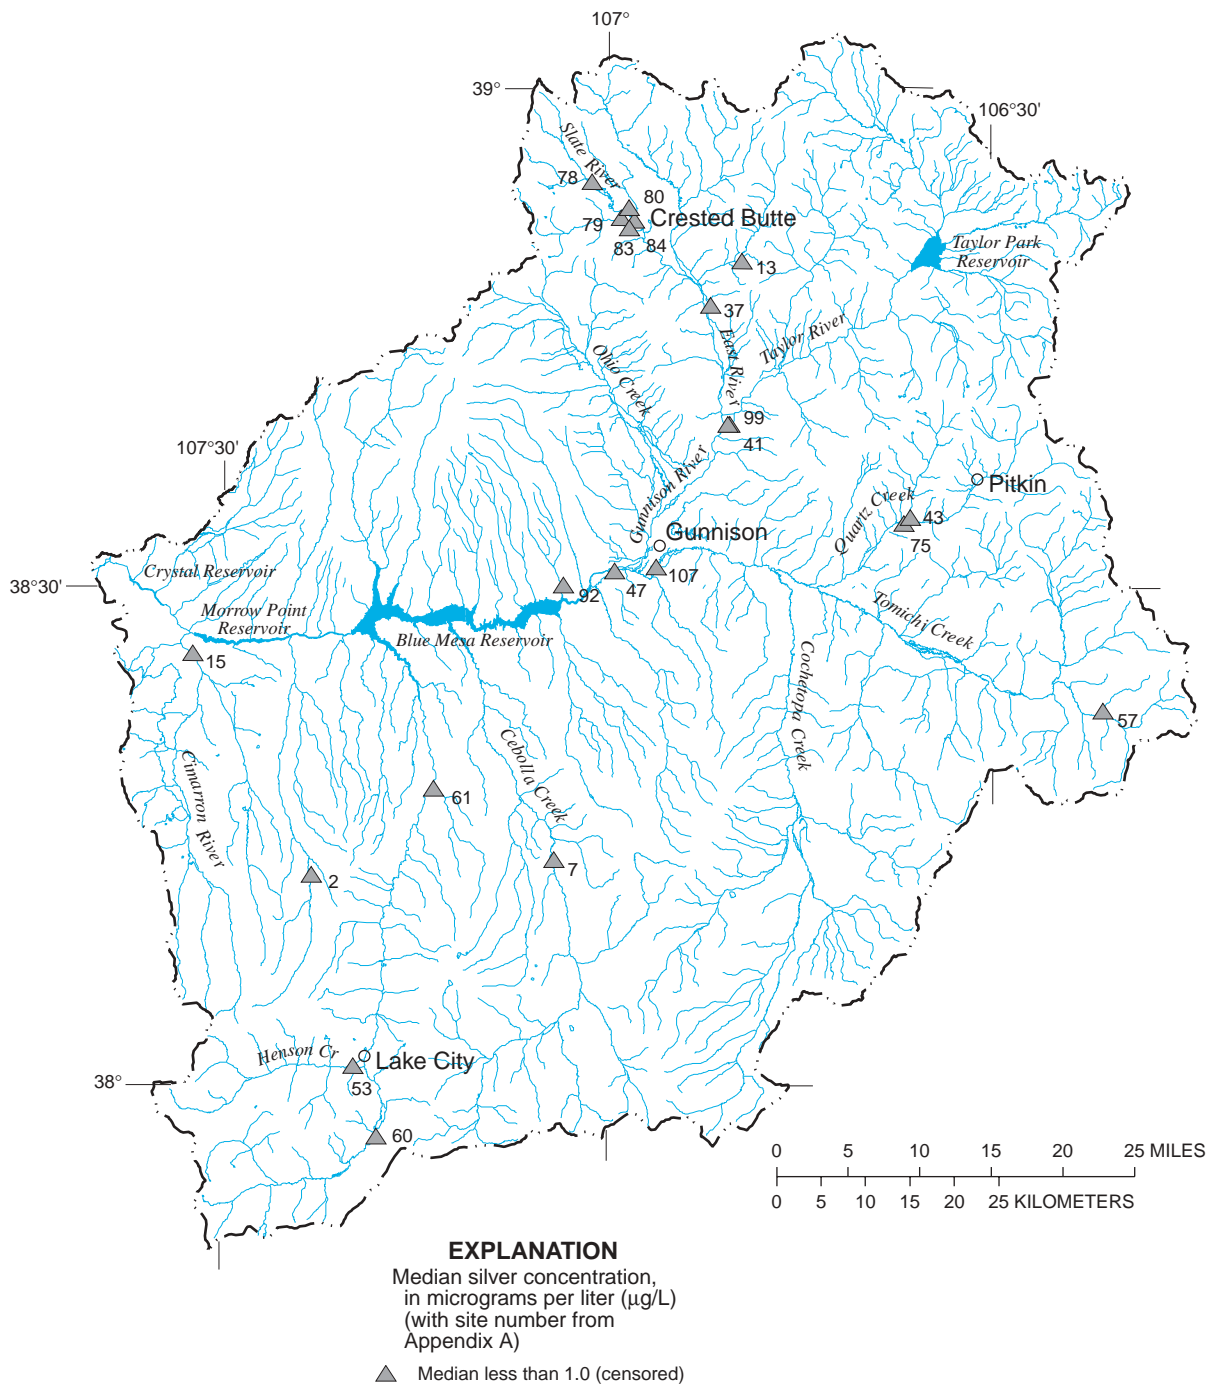 107°
39°
106°30'
Slate River
78
80
Crested Butte
79
83
84
13
Taylor Park
Reservoir
37
East River
Taylor River
Ohio Creek
99
41
107°30'
Gunnison River
Pitkin
Quartz Creek
43
75
Gunnison
Crystal Reservoir
38°30'
107
47
92
Morrow Point
Reservoir
Blue Mesa Reservoir
Tomichi Creek
15
Cochetopa Creek
57
Cimarron River
Cebolla Creek
61
7
2
Henson Cr
Lake City
53
38°
60
0 5 10 15 20 25 MILES
0 5 10 15 20 25 KILOMETERS
EXPLANATION
Median silver concentration,
in micrograms per liter (µg/L)
(with site number from
Appendix A)
Median less than 1.0 (censored)